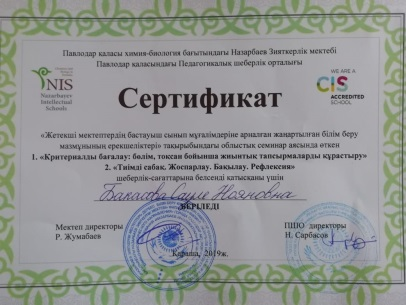 Павлодар қаласы химия-биология бағытындағы Назарбаев Зияткерлік мектебі
Павлодар қаласындағы Педагогикалық шеберлік орталығы
NIS
Nazarbayev
Intellectual
Schools
WE ARE A
CIS
ACCREDITED
SCHOOL
Сертификат
«Жетекші мектептердің бастауыш сынып мұғалімдеріне арналған жаңартылған білім беру
мазмұнының ерекшеліктері» тақырыбындағы облыстық семинар аясында өткен
1. «Критериалды бағалау: бөлім, тоқсан бойынша жиынтық тапсырмаларды құрастыру»
2. «Тиімді сабақ. Жоспарлау. Бақылау. Рефлексия»
шеберлік-сағаттарына белсенді қатысқаны үшін
Бакасова Сауле
БЕРІЛЕДІ
Мектеп директоры
Р. Жумабаев
ПШО директоры
Н. Сарбасов
Қараша, 2019ж.